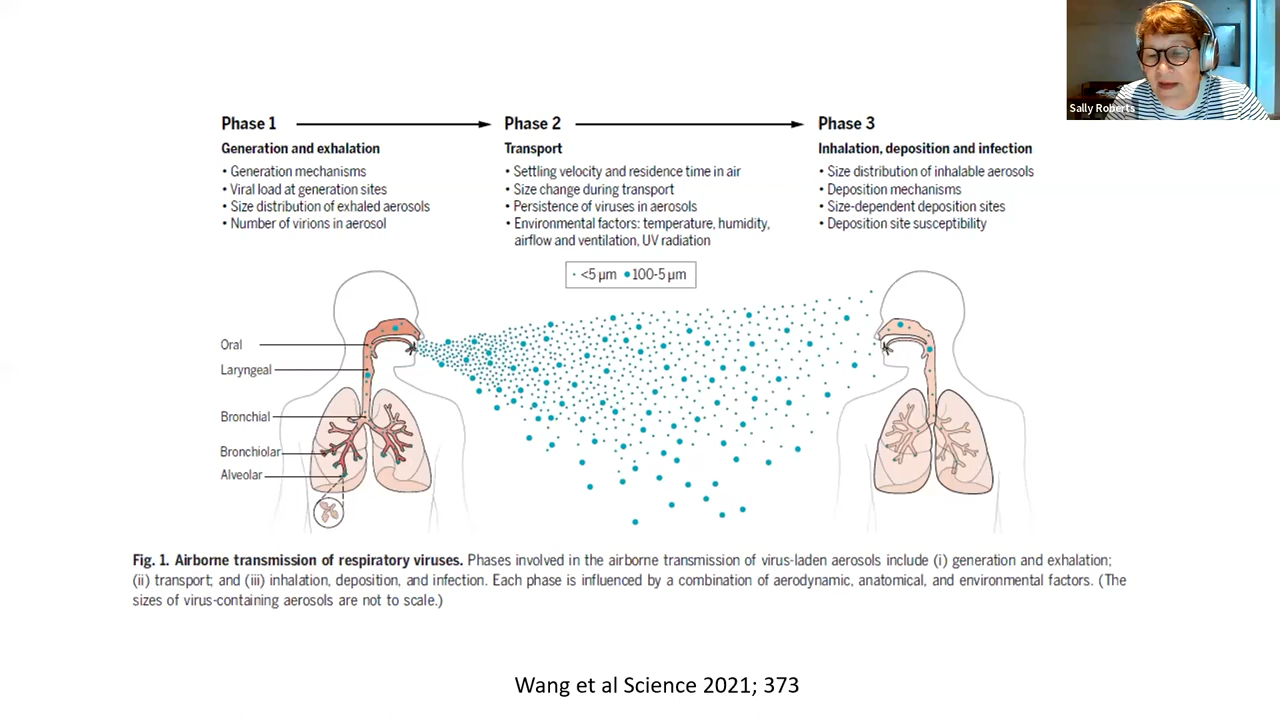 Sally Roberts
Phase 1
Phase 2
Phase 3
Generation and exhalation
• Generation mechanisms
• Viral load at generation sites
• Size distribution of exhaled aerosols
• Number of virions in aerosol
Transport
• Settling velocity and residence time in air
• Size change during transport
• Persistence of viruses in aerosols
• Environmental factors: temperature, humidity,
airflow and ventilation, UV radiation
Inhalation, deposition and infection
• Size distribution of inhalable aerosols
• Deposition mechanisms
• Size-dependent deposition sites
• Deposition site susceptibility
<5 µm 100-5 µm
Oral
Laryngeal
Bronchial
Bronchiolar
Alveolar
Fig. 1. Airborne transmission of respiratory viruses. Phases involved in the airborne transmission of virus-laden aerosols include (i) generation and exhalation;
(ii) transport; and (iii) inhalation, deposition, and infection. Each phase is influenced by a combination of aerodynamic, anatomical, and environmental factors. (The
sizes of virus-containing aerosols are not to scale.)
Wang et al Science 2021; 373